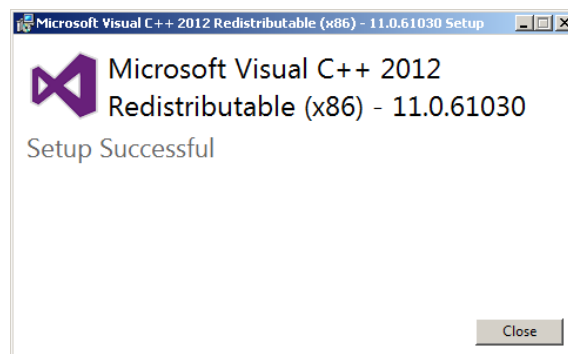 Microsoft Visual C++ 2012 Redistributable (x86) - 11.0.61030 Setup
Microsoft Visual C++ 2012
Redistributable (x86) - 11.0.61030
Setup Successful
Close